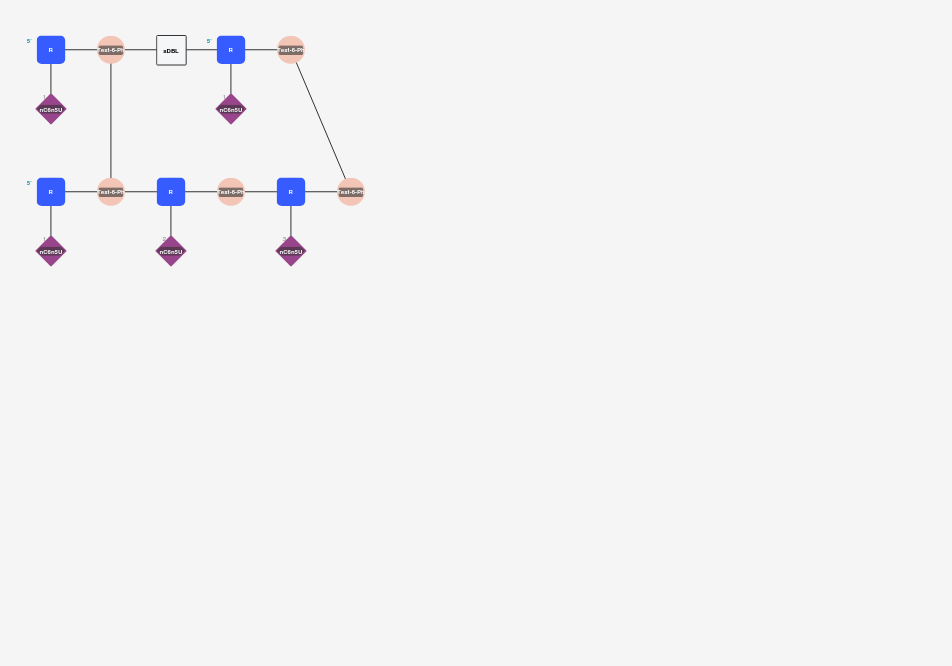 5' R Test-6-Ph sDBL 5' R Test-6-Ph
nC6n5U nC6n5U
5' R Test-6-Ph R Test-6-Ph R Test-6-Ph
nC6n5U nC6n5U nC6n5U